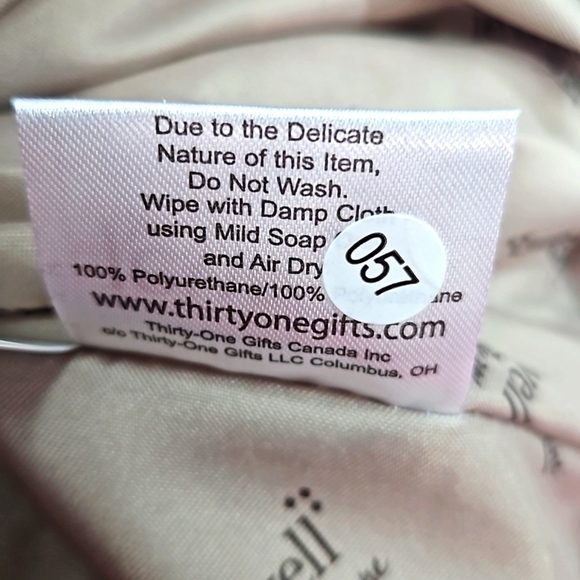 Due to the Delicate
Nature of this Item,
Do Not Wash.
Wipe with Damp Cloth
using Mild Soap
and Air Dry
057
100% Polyurethane/100% Polyurethane
www.thirtyonegifts.com
Thirty-One Gifts Canada Inc
c/o Thirty-One Gifts LLC Columbus, OH